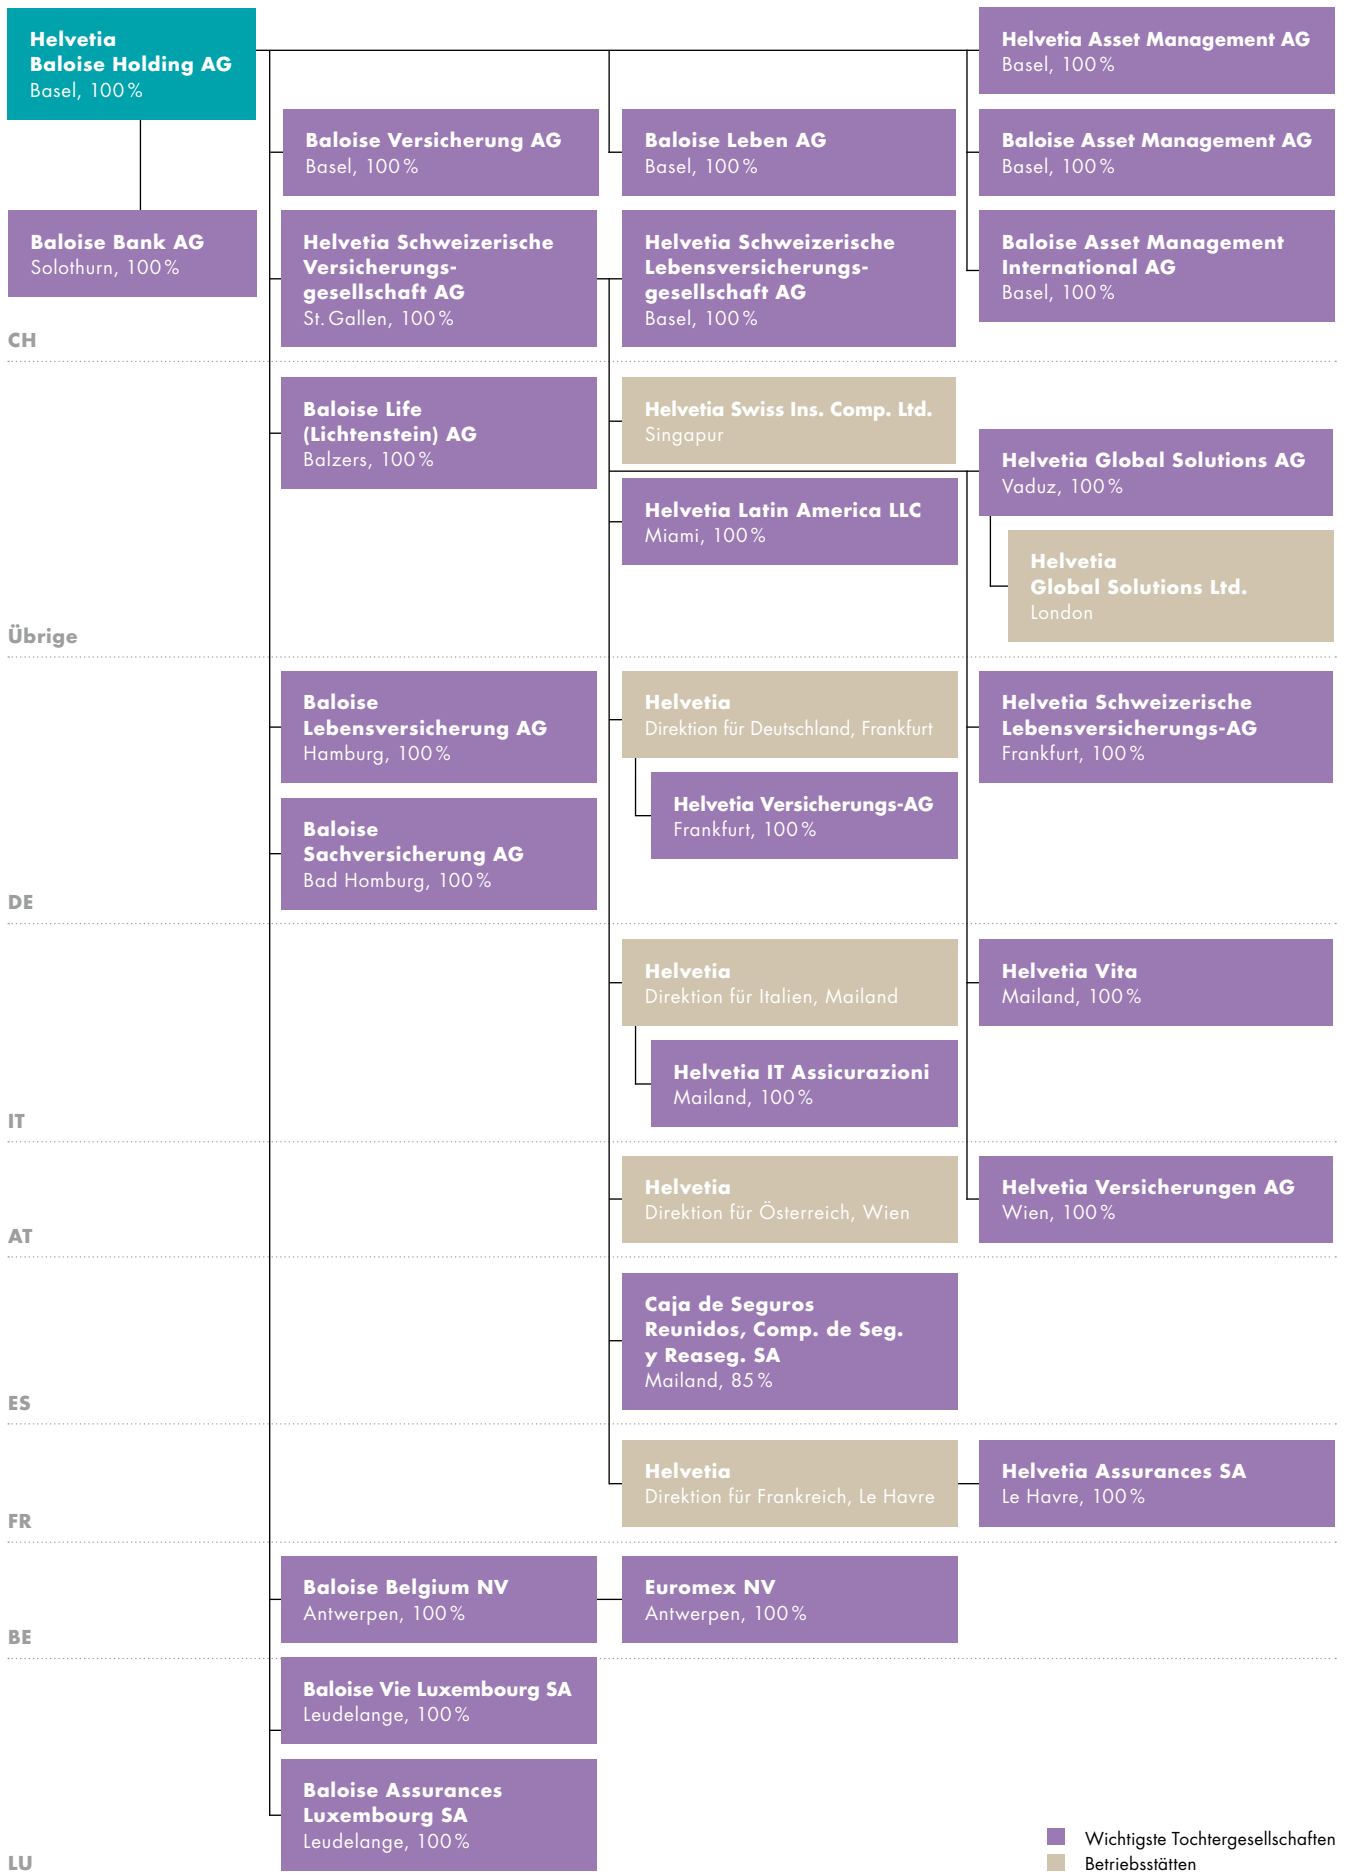 Helvetia
Baloise Holding AG
Basel, 100 %
Helvetia Asset Management AG
Basel, 100 %
Baloise Versicherung AG
Basel, 100 %
Baloise Leben AG
Basel, 100 %
Baloise Asset Management AG
Basel, 100 %
Baloise Bank AG
Solothurn, 100 %
Helvetia Schweizerische
Versicherungs-
gesellschaft AG
St. Gallen, 100 %
Helvetia Schweizerische
Lebensversicherungs-
gesellschaft AG
Basel, 100 %
Baloise Asset Management
International AG
Basel, 100 %
CH
Baloise Life
(Lichtenstein) AG
Balzers, 100 %
Helvetia Swiss Ins. Comp. Ltd.
Singapur
Helvetia Global Solutions AG
Vaduz, 100 %
Helvetia Latin America LLC
Miami, 100 %
Helvetia
Global Solutions Ltd.
London
Übrige
Baloise
Lebensversicherung AG
Hamburg, 100 %
Helvetia
Direktion für Deutschland, Frankfurt
Helvetia Schweizerische
Lebensversicherungs-AG
Frankfurt, 100 %
Helvetia Versicherungs-AG
Frankfurt, 100 %
Baloise
Sachversicherung AG
Bad Homburg, 100 %
DE
Helvetia
Direktion für Italien, Mailand
Helvetia Vita
Mailand, 100 %
Helvetia IT Assicurazioni
Mailand, 100 %
IT
Helvetia
Direktion für Österreich, Wien
Helvetia Versicherungen AG
Wien, 100 %
AT
Caja de Seguros
Reunidos, Comp. de Seg.
y Reaseg. SA
Mailand, 85 %
ES
Helvetia
Direktion für Frankreich, Le Havre
Helvetia Assurances SA
Le Havre, 100 %
FR
Baloise Belgium NV
Antwerpen, 100 %
Euromex NV
Antwerpen, 100 %
BE
Baloise Vie Luxembourg SA
Leudelange, 100 %
Baloise Assurances
Luxembourg SA
Leudelange, 100 %
LU
Wichtigste Tochtergesellschaften
Betriebsstätten